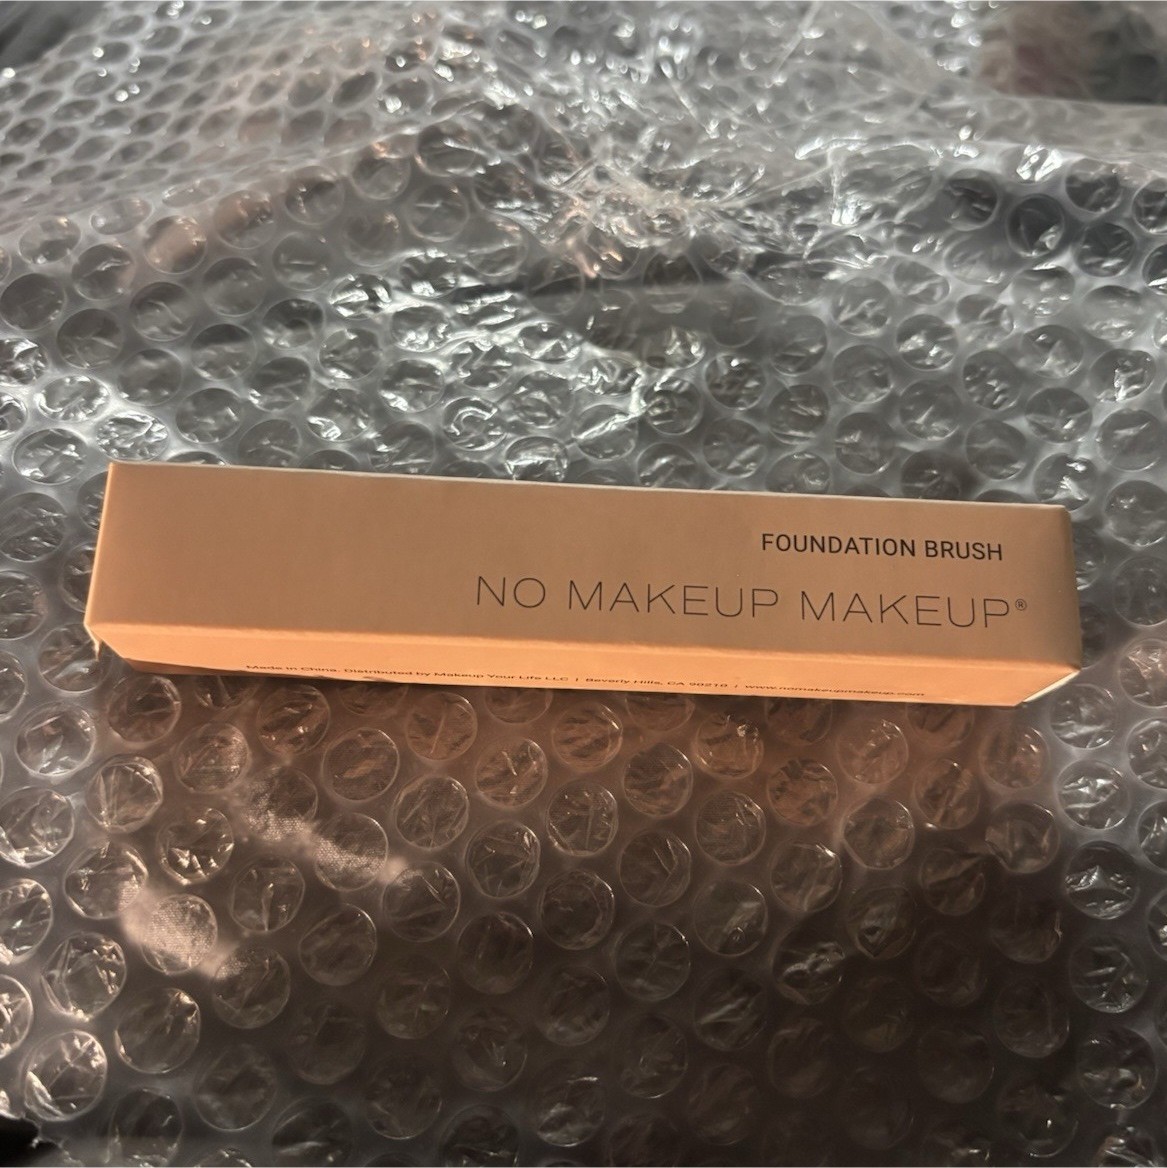 FOUNDATION BRUSH
NO MAKEUP MAKEUP®
Made in China. Distributed by Makeup Your Life LLC | Beverly Hills, CA 90210 / www.nomakeupmakeup.com